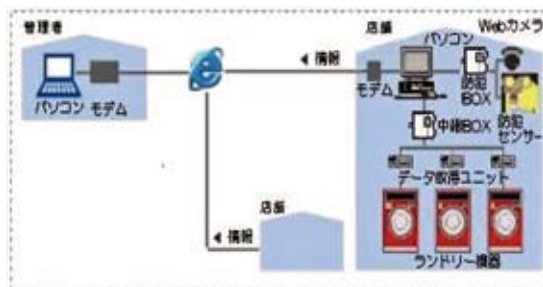 管理者
パソコン モデム
◀ 情報
店舗
Webカメラ
パソコン
モデム
防犯
BOX
防犯
センサー
中継BOX
データ取得ユニット
ランドリー機器
店舗
◀ 情報